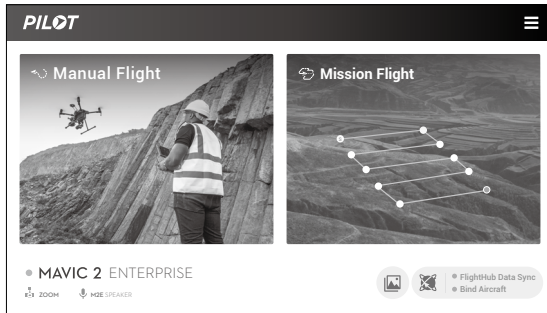 PILOT
Manual Flight
Mission Flight
MAVIC 2 ENTERPRISE
ZOOM M2E SPEAKER
FlightHub Data Sync
Bind Aircraft